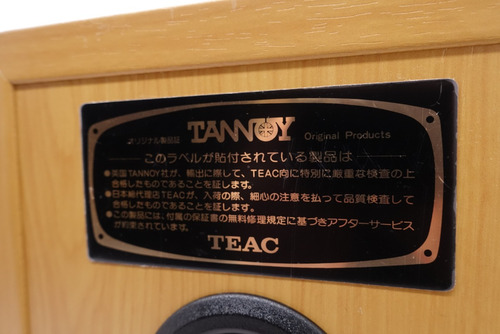 オリジナル製品証 TANNOY Original Products
このラベルが貼付されている製品は
●英国TANNOY社が、輸出に際して、TEAC向に特別に厳重な検査の上
合格したものであることを証します。
●日本総代理店TEACが、入荷の際、細心の注意を払って品質検査して
合格したものであることを証します。
●この製品には、付属の保証書の無料修理規定に基づきアフターサービス
が約束されています。
TEAC